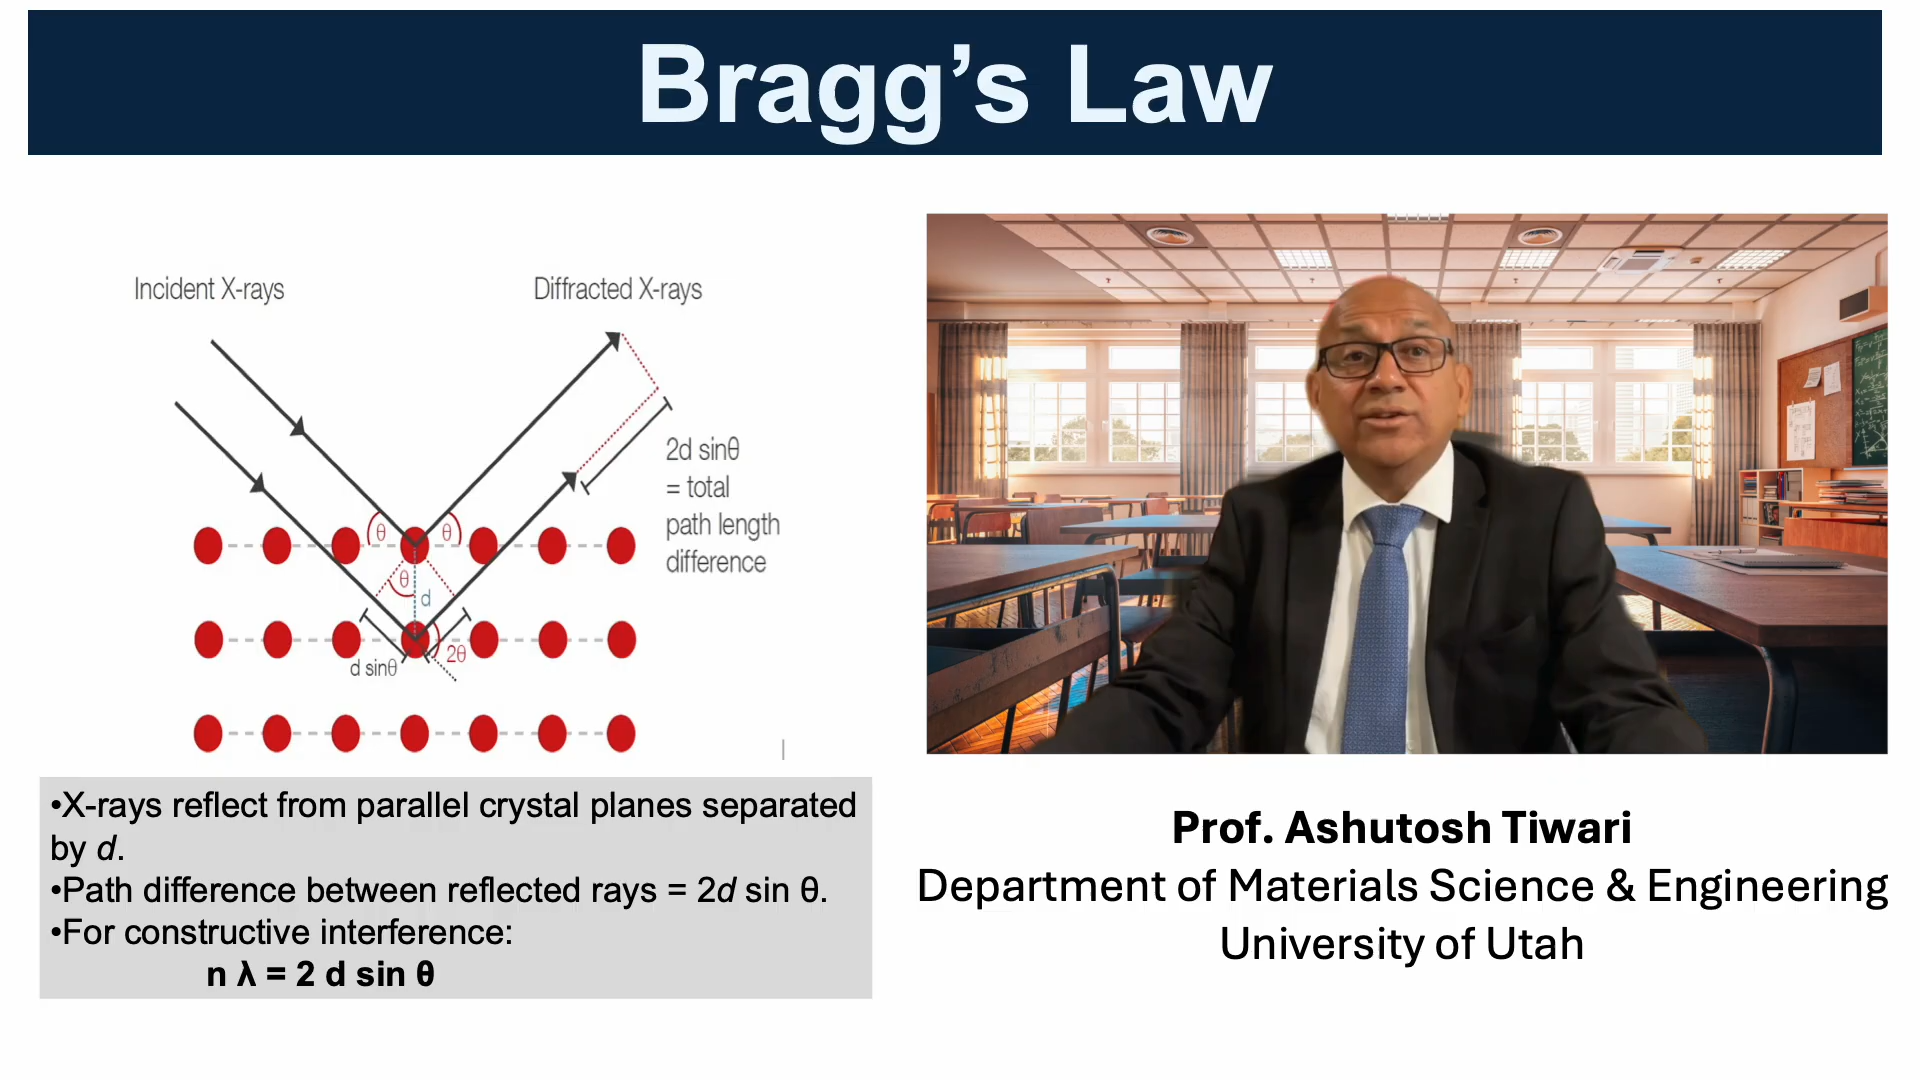 Bragg’s Law
Incident X-rays
Diffracted X-rays
2d sinθ
= total
path length
difference
θ
θ
θ
d
d sinθ
2θ
•X-rays reflect from parallel crystal planes separated
by d.
•Path difference between reflected rays = 2d sin θ.
•For constructive interference:
n λ = 2 d sin θ
Prof. Ashutosh Tiwari
Department of Materials Science & Engineering
University of Utah